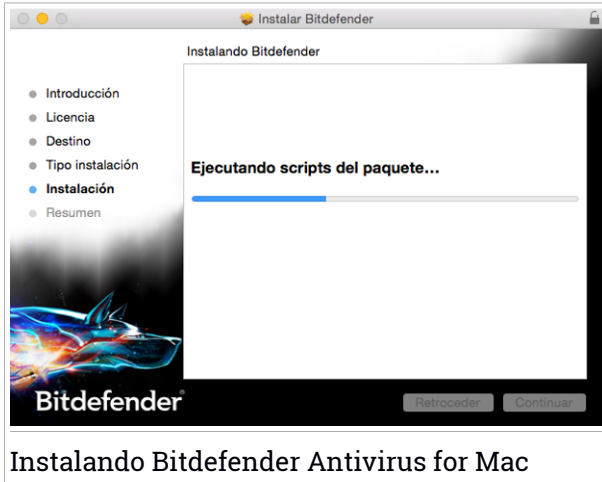 Instalar Bitdefender
Instalando Bitdefender
Introducción
Licencia
Destino
Tipo instalación
Instalación
Resumen
Ejecutando scripts del paquete...
Bitdefender®
Retroceder
Continuar
Instalando Bitdefender Antivirus for Mac